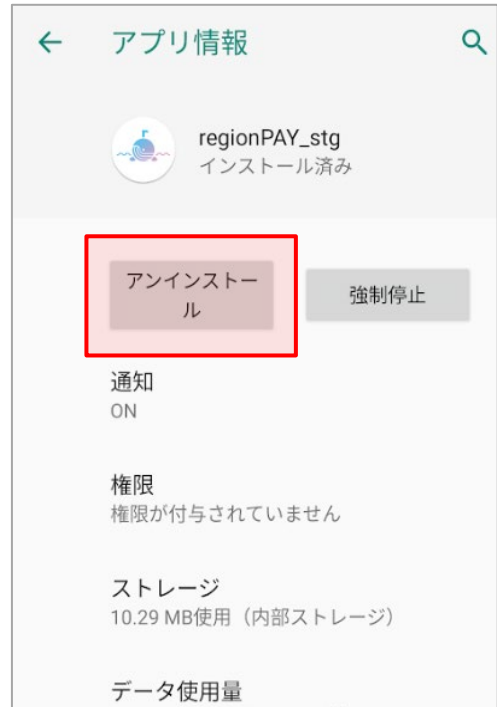 アプリ情報
regionPAY_stg
インストール済み
アンインストー
ル
強制停止
通知
ON
権限
権限が付与されていません
ストレージ
10.29 MB使用（内部ストレージ）
データ使用量